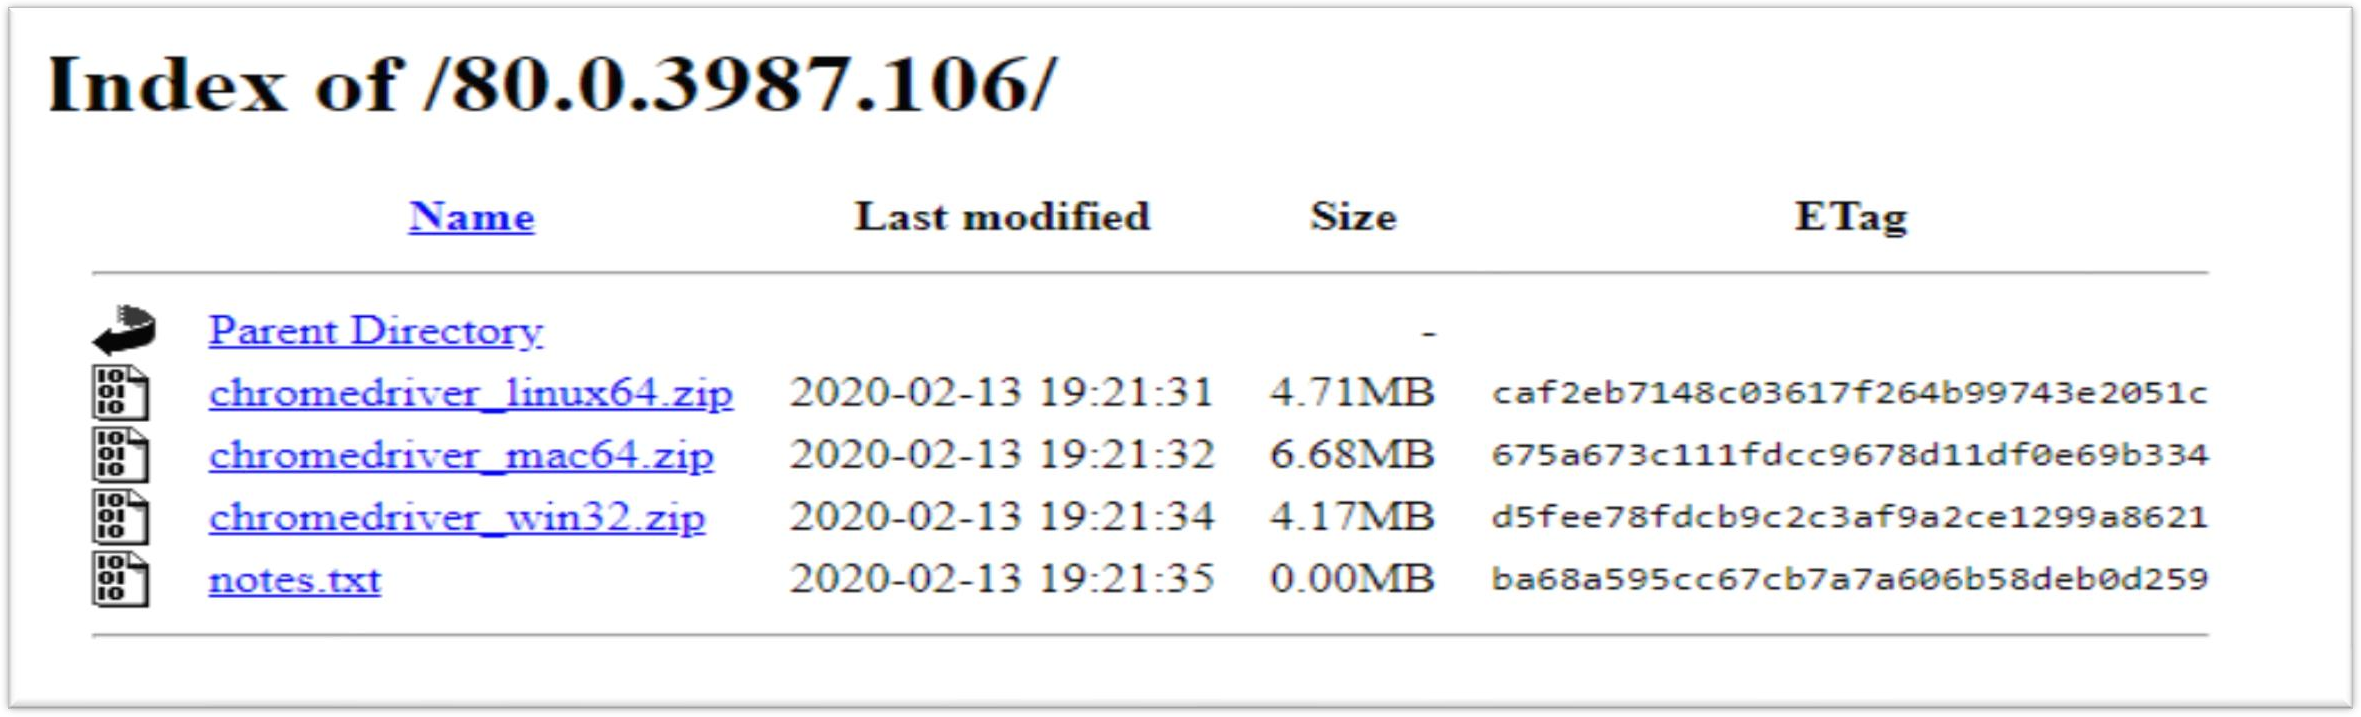 Index of /80.0.3987.106/
Name Last modified Size ETag
Parent Directory -
chromedriver_linux64.zip 2020-02-13 19:21:31 4.71MB caf2eb7148c03617f264b99743e2051c
chromedriver_mac64.zip 2020-02-13 19:21:32 6.68MB 675a673c111fdcc9678d11df0e69b334
chromedriver_win32.zip 2020-02-13 19:21:34 4.17MB d5fee78fdcb9c2c3af9a2ce1299a8621
notes.txt 2020-02-13 19:21:35 0.00MB ba68a595cc67cb7a7a606b58deb0d259